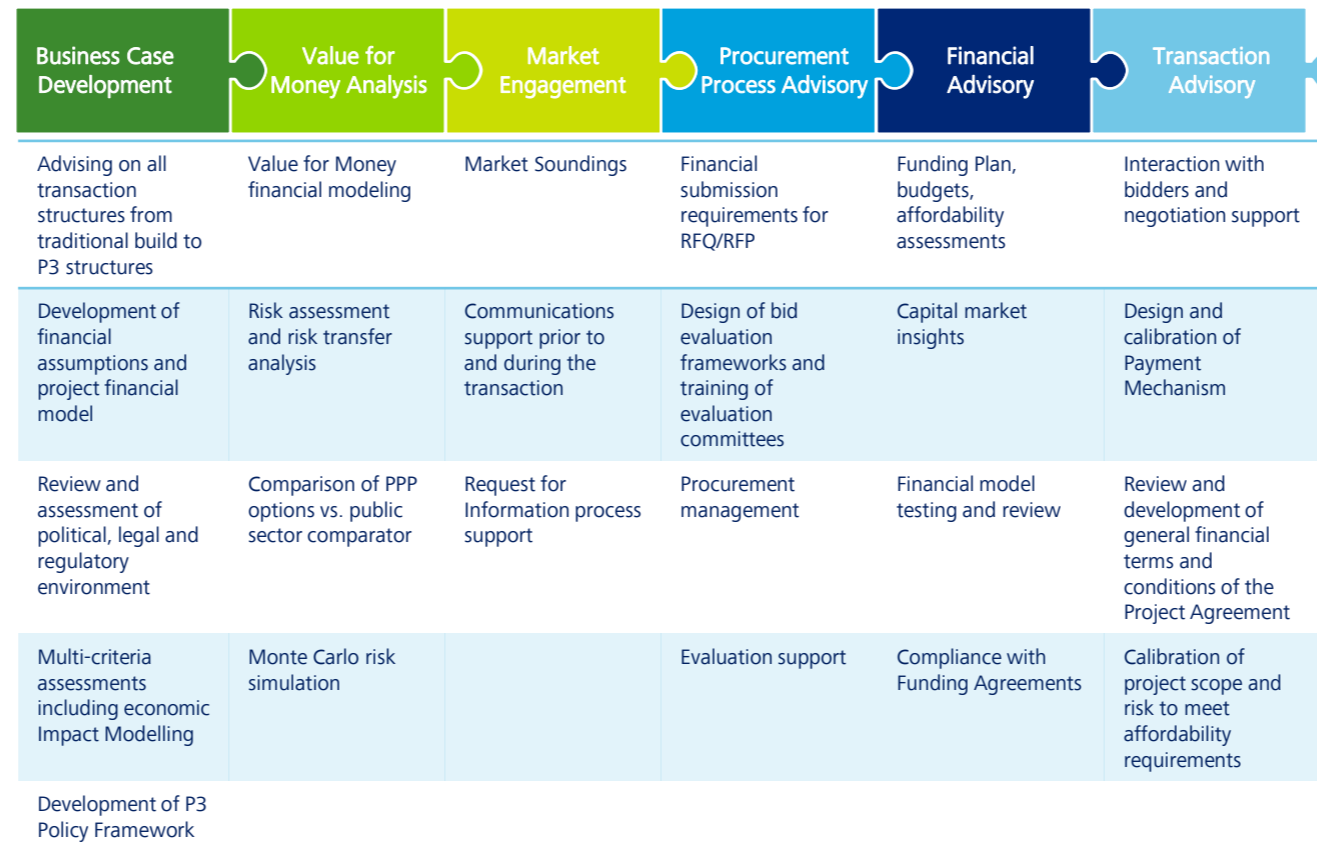 Business Case
Development
Value for
Money Analysis
Market
Engagement
Procurement
Process Advisory
Financial
Advisory
Transaction
Advisory
Advising on all
transaction
structures from
traditional build to
P3 structures
Value for Money
financial modeling
Market Soundings
Financial
submission
requirements for
RFQ/RFP
Funding Plan,
budgets,
affordability
assessments
Interaction with
bidders and
negotiation support
Development of
financial
assumptions and
project financial
model
Risk assessment
and risk transfer
analysis
Communications
support prior to
and during the
transaction
Design of bid
evaluation
frameworks and
training of
evaluation
committees
Capital market
insights
Design and
calibration of
Payment
Mechanism
Review and
assessment of
political, legal and
regulatory
environment
Comparison of PPP
options vs. public
sector comparator
Request for
Information process
support
Procurement
management
Financial model
testing and review
Review and
development of
general financial
terms and
conditions of the
Project Agreement
Multi-criteria
assessments
including economic
Impact Modelling
Monte Carlo risk
simulation
Evaluation support
Compliance with
Funding Agreements
Calibration of
project scope and
risk to meet
affordability
requirements
Development of P3
Policy Framework